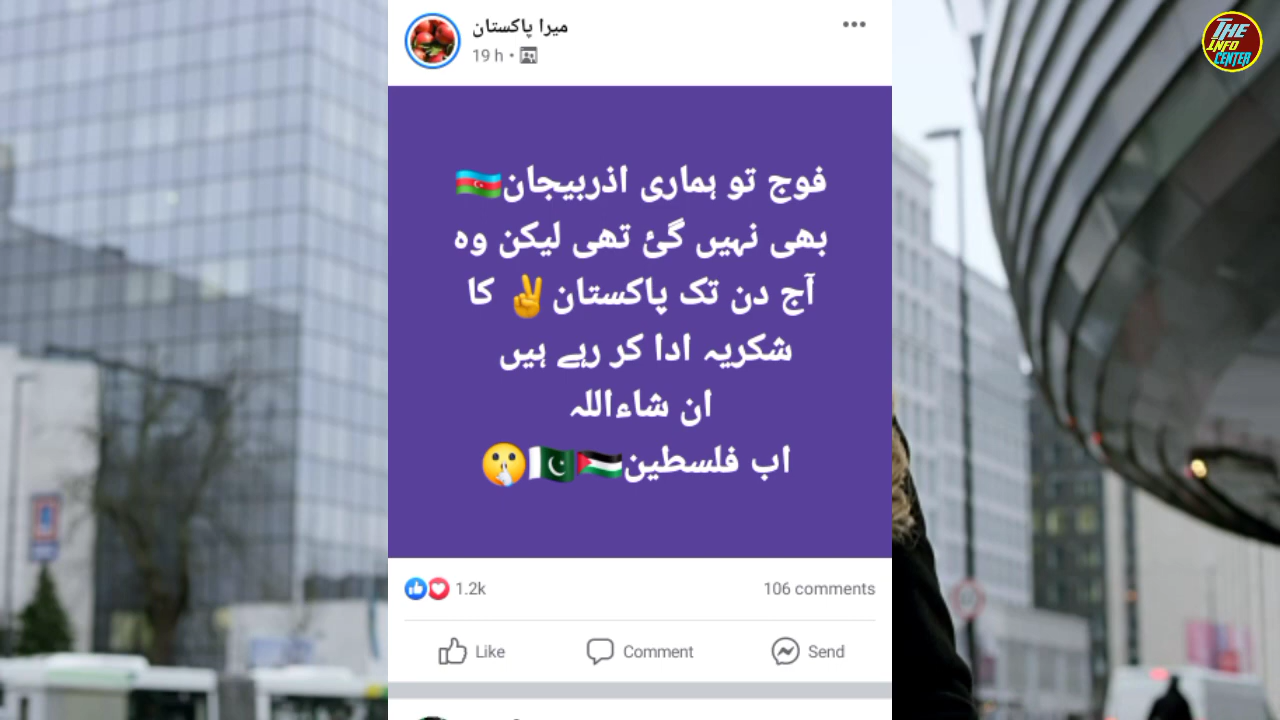 THE
INFO
CENTER
میرا پاکستان
19 h •
فوج تو ہماری اذربیجان🇦🇿
بھی نہیں گئ تھی لیکن وہ
آج دن تک پاکستان✌ کا
شکریہ ادا کر رہے ہیں
ان شاءاللہ
اب فلسطین🇵🇸🇵🇰🤫
1.2k
106 comments
Like
Comment
Send